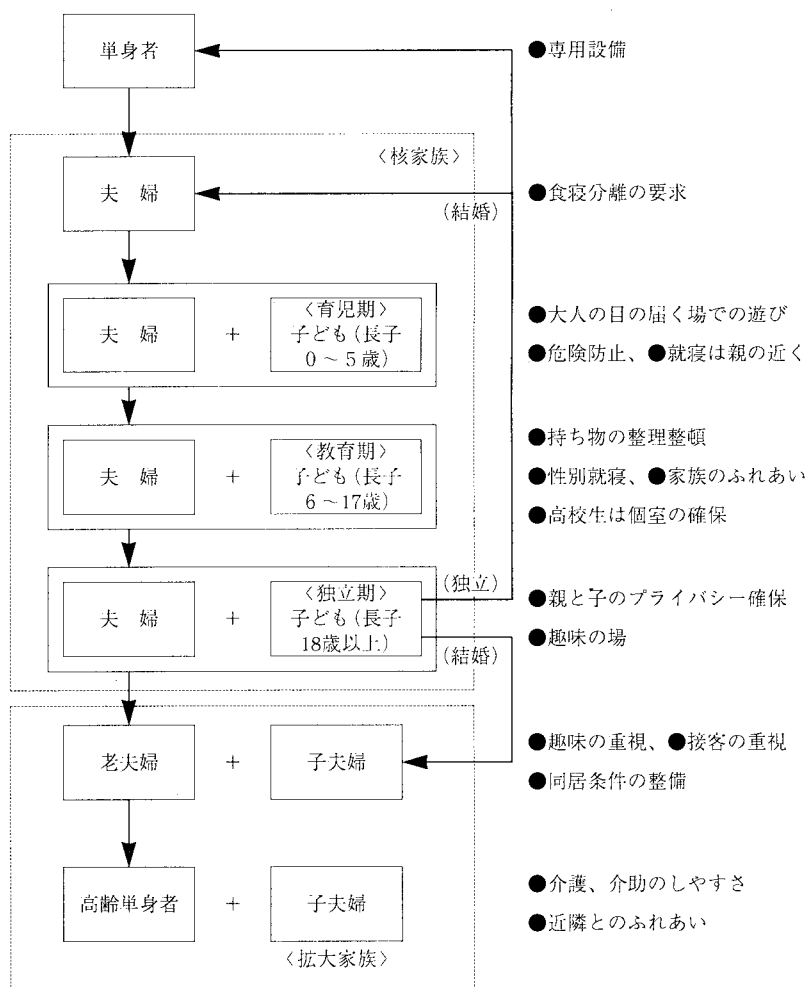 単身者
●専用設備
〈核家族〉
夫 婦
(結婚)
●食寝分離の要求
夫 婦
+
〈育児期〉
子ども(長子
0~5歳)
●大人の目の届く場での遊び
●危険防止、●就寝は親の近く
夫 婦
+
〈教育期〉
子ども(長子
6~17歳)
●持ち物の整理整頓
●性別就寝、●家族のふれあい
●高校生は個室の確保
夫 婦
+
〈独立期〉
子ども(長子
18歳以上)
(独立)
(結婚)
●親と子のプライバシー確保
●趣味の場
老夫婦
+
子夫婦
●趣味の重視、●接客の重視
●同居条件の整備
高齢単身者
+
子夫婦
〈拡大家族〉
●介護、介助のしやすさ
●近隣とのふれあい